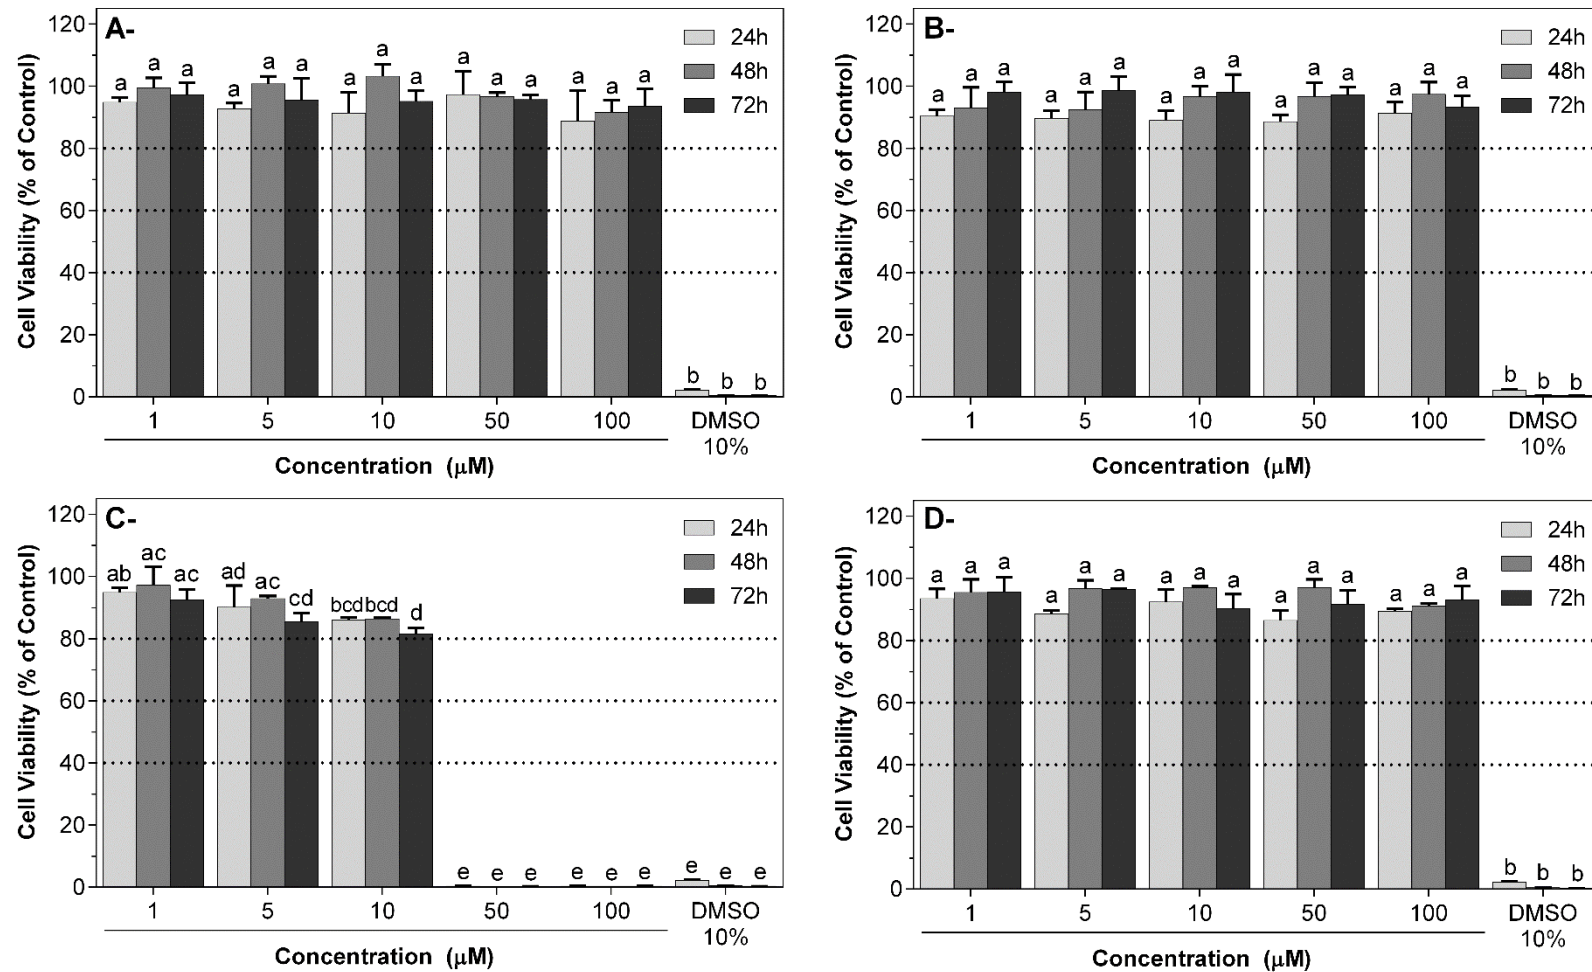 A-
Cell Viability (% of Control)
120
100
80
60
40
20
0
a a a a a a a a a a a a a a a b b b
24h
48h
72h
1 5 10 50 100 DMSO
10%
Concentration (μM)
B-
Cell Viability (% of Control)
120
100
80
60
40
20
0
a a a a a a a a a a a a a a a b b b
24h
48h
72h
1 5 10 50 100 DMSO
10%
Concentration (μM)
C-
Cell Viability (% of Control)
120
100
80
60
40
20
0
ab ac ac ad ac cd bcd bcd d e e e e e e e e e
24h
48h
72h
1 5 10 50 100 DMSO
10%
Concentration (μM)
D-
Cell Viability (% of Control)
120
100
80
60
40
20
0
a a a a a a a a a a a a a a a b b b
24h
48h
72h
1 5 10 50 100 DMSO
10%
Concentration (μM)